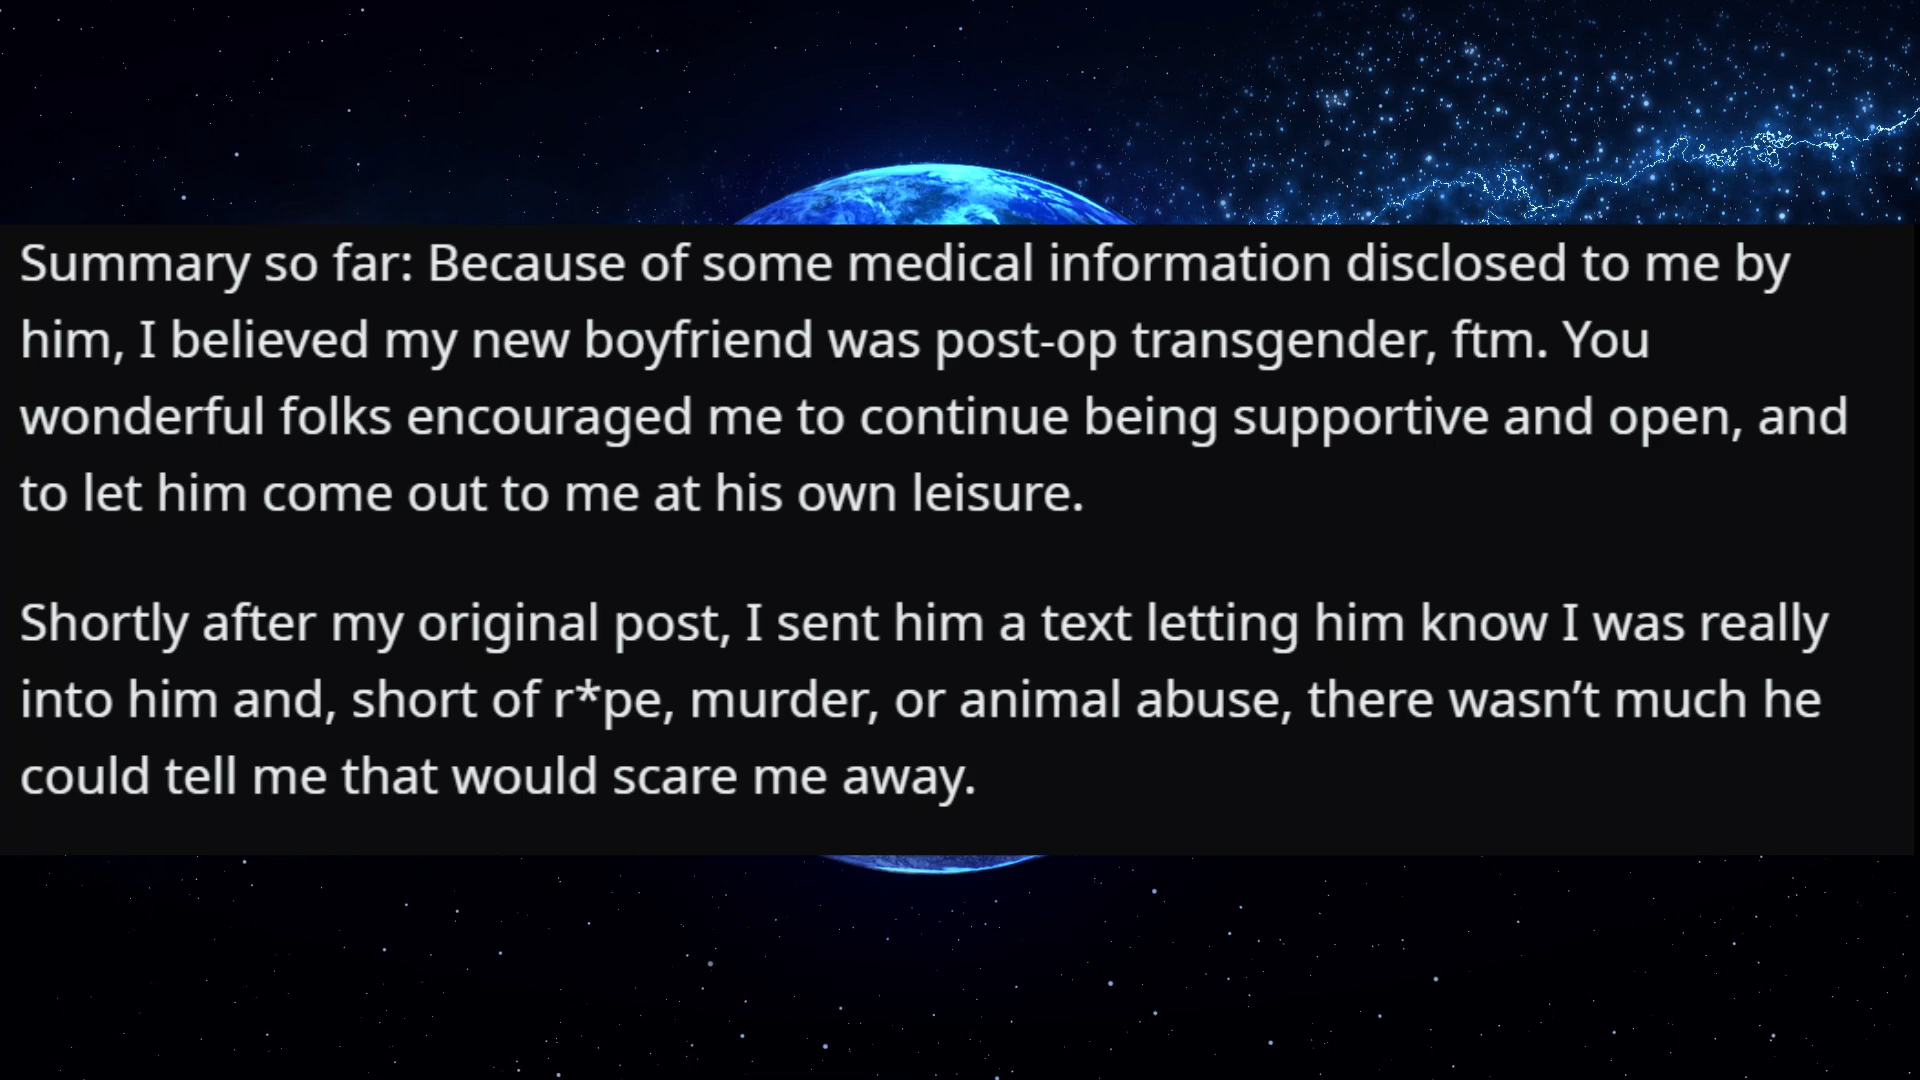 Summary so far: Because of some medical information disclosed to me by
him, I believed my new boyfriend was post-op transgender, ftm. You
wonderful folks encouraged me to continue being supportive and open, and
to let him come out to me at his own leisure.
Shortly after my original post, I sent him a text letting him know I was really
into him and, short of r*pe, murder, or animal abuse, there wasn’t much he
could tell me that would scare me away.